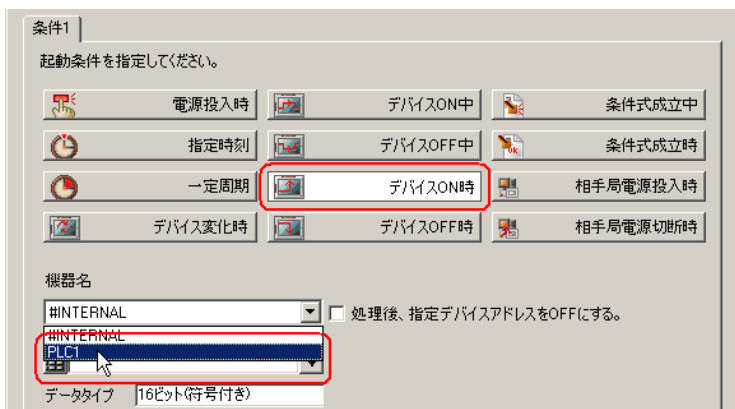 条件1
起動条件を指定してください。
電源投入時 デバイスON中 条件式成立中
指定時刻 デバイスOFF中 条件式成立時
一定周期 デバイスON時 相手局電源投入時
デバイス変化時 デバイスOFF時 相手局電源切断時
機器名
#INTERNAL 処理後、指定デバイスアドレスをOFFにする。
#INTERNAL
PLC1
データタイプ 16ビット(符号付き)